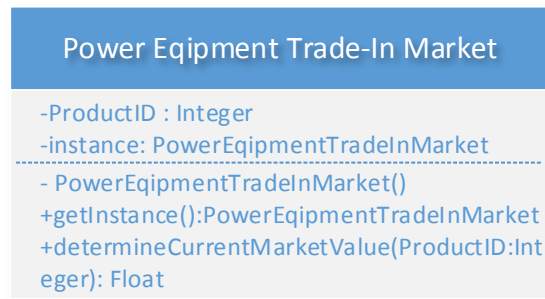 Power Eqipment Trade-In Market
-ProductID : Integer
-instance: PowerEqipmentTradeInMarket
- PowerEqipmentTradeInMarket()
+getInstance():PowerEqipmentTradeInMarket
+determineCurrentMarketValue(ProductID:Int
eger): Float